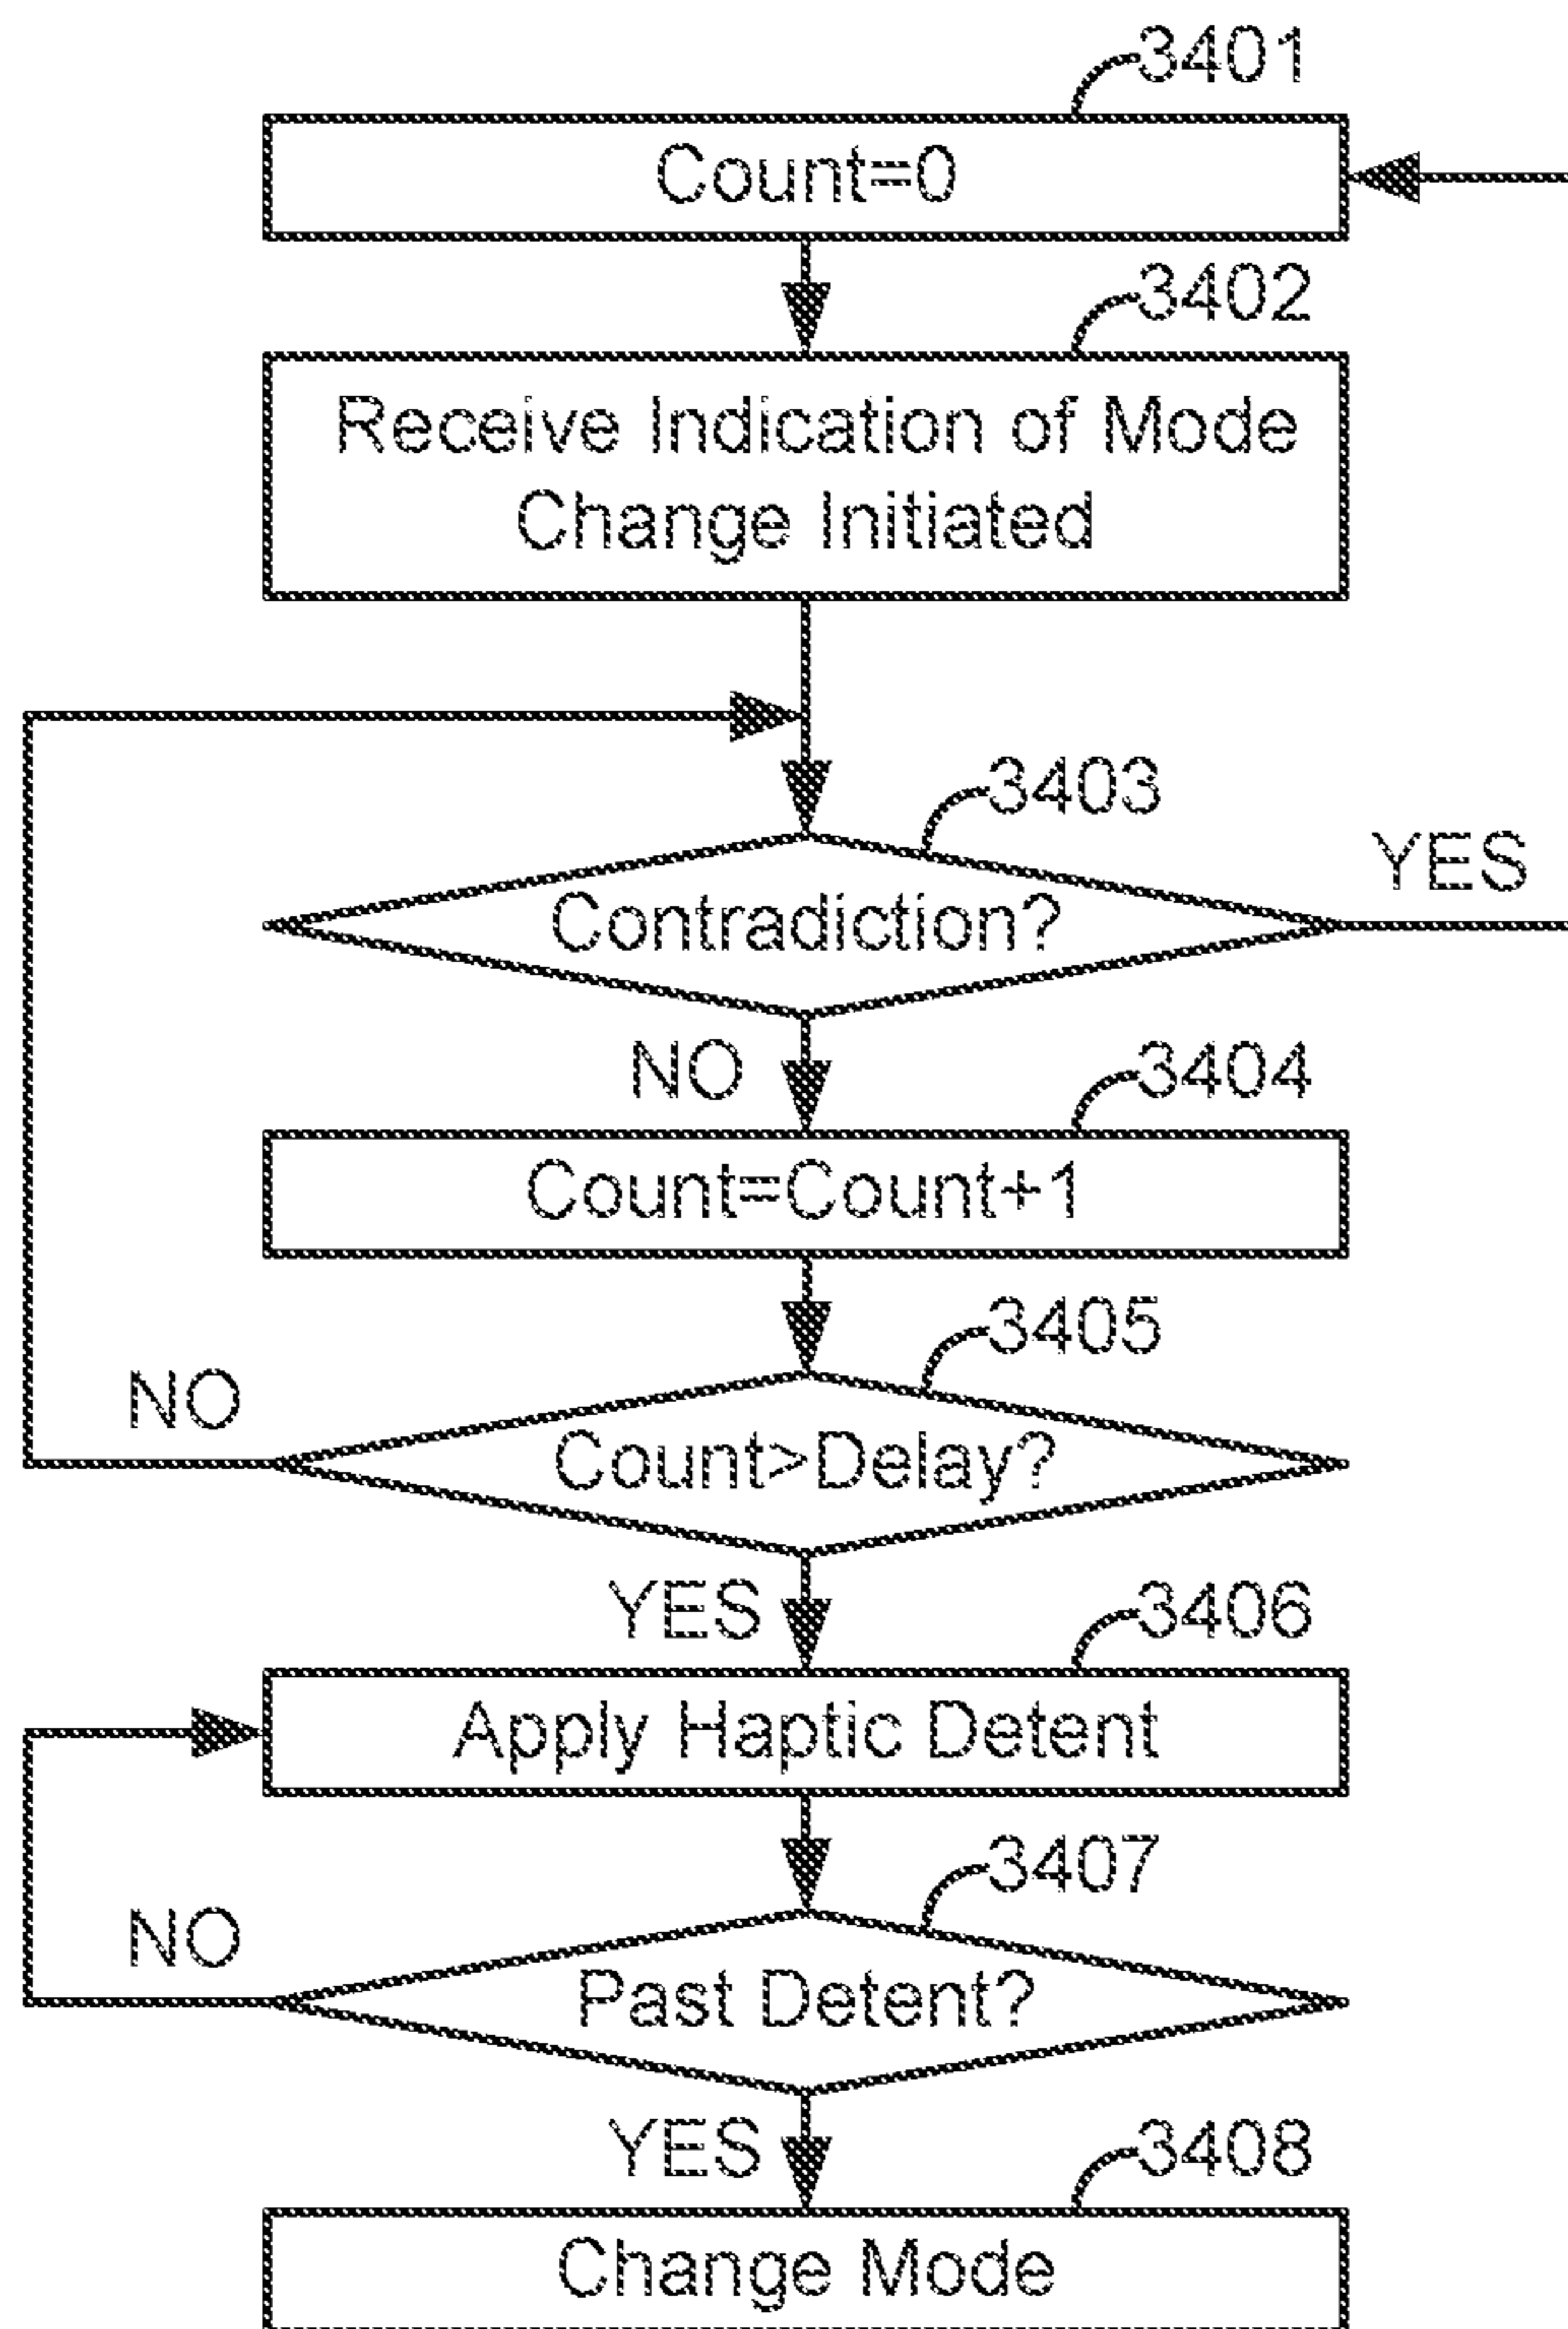 3401
Count=0
3402
Receive Indication of Mode
Change Initiated
3403
YES
Contradiction?
NO
3404
Count=Count+1
3405
NO
Count>Delay?
YES
3406
Apply Haptic Detent
3407
NO
Past Detent?
YES
3408
Change Mode